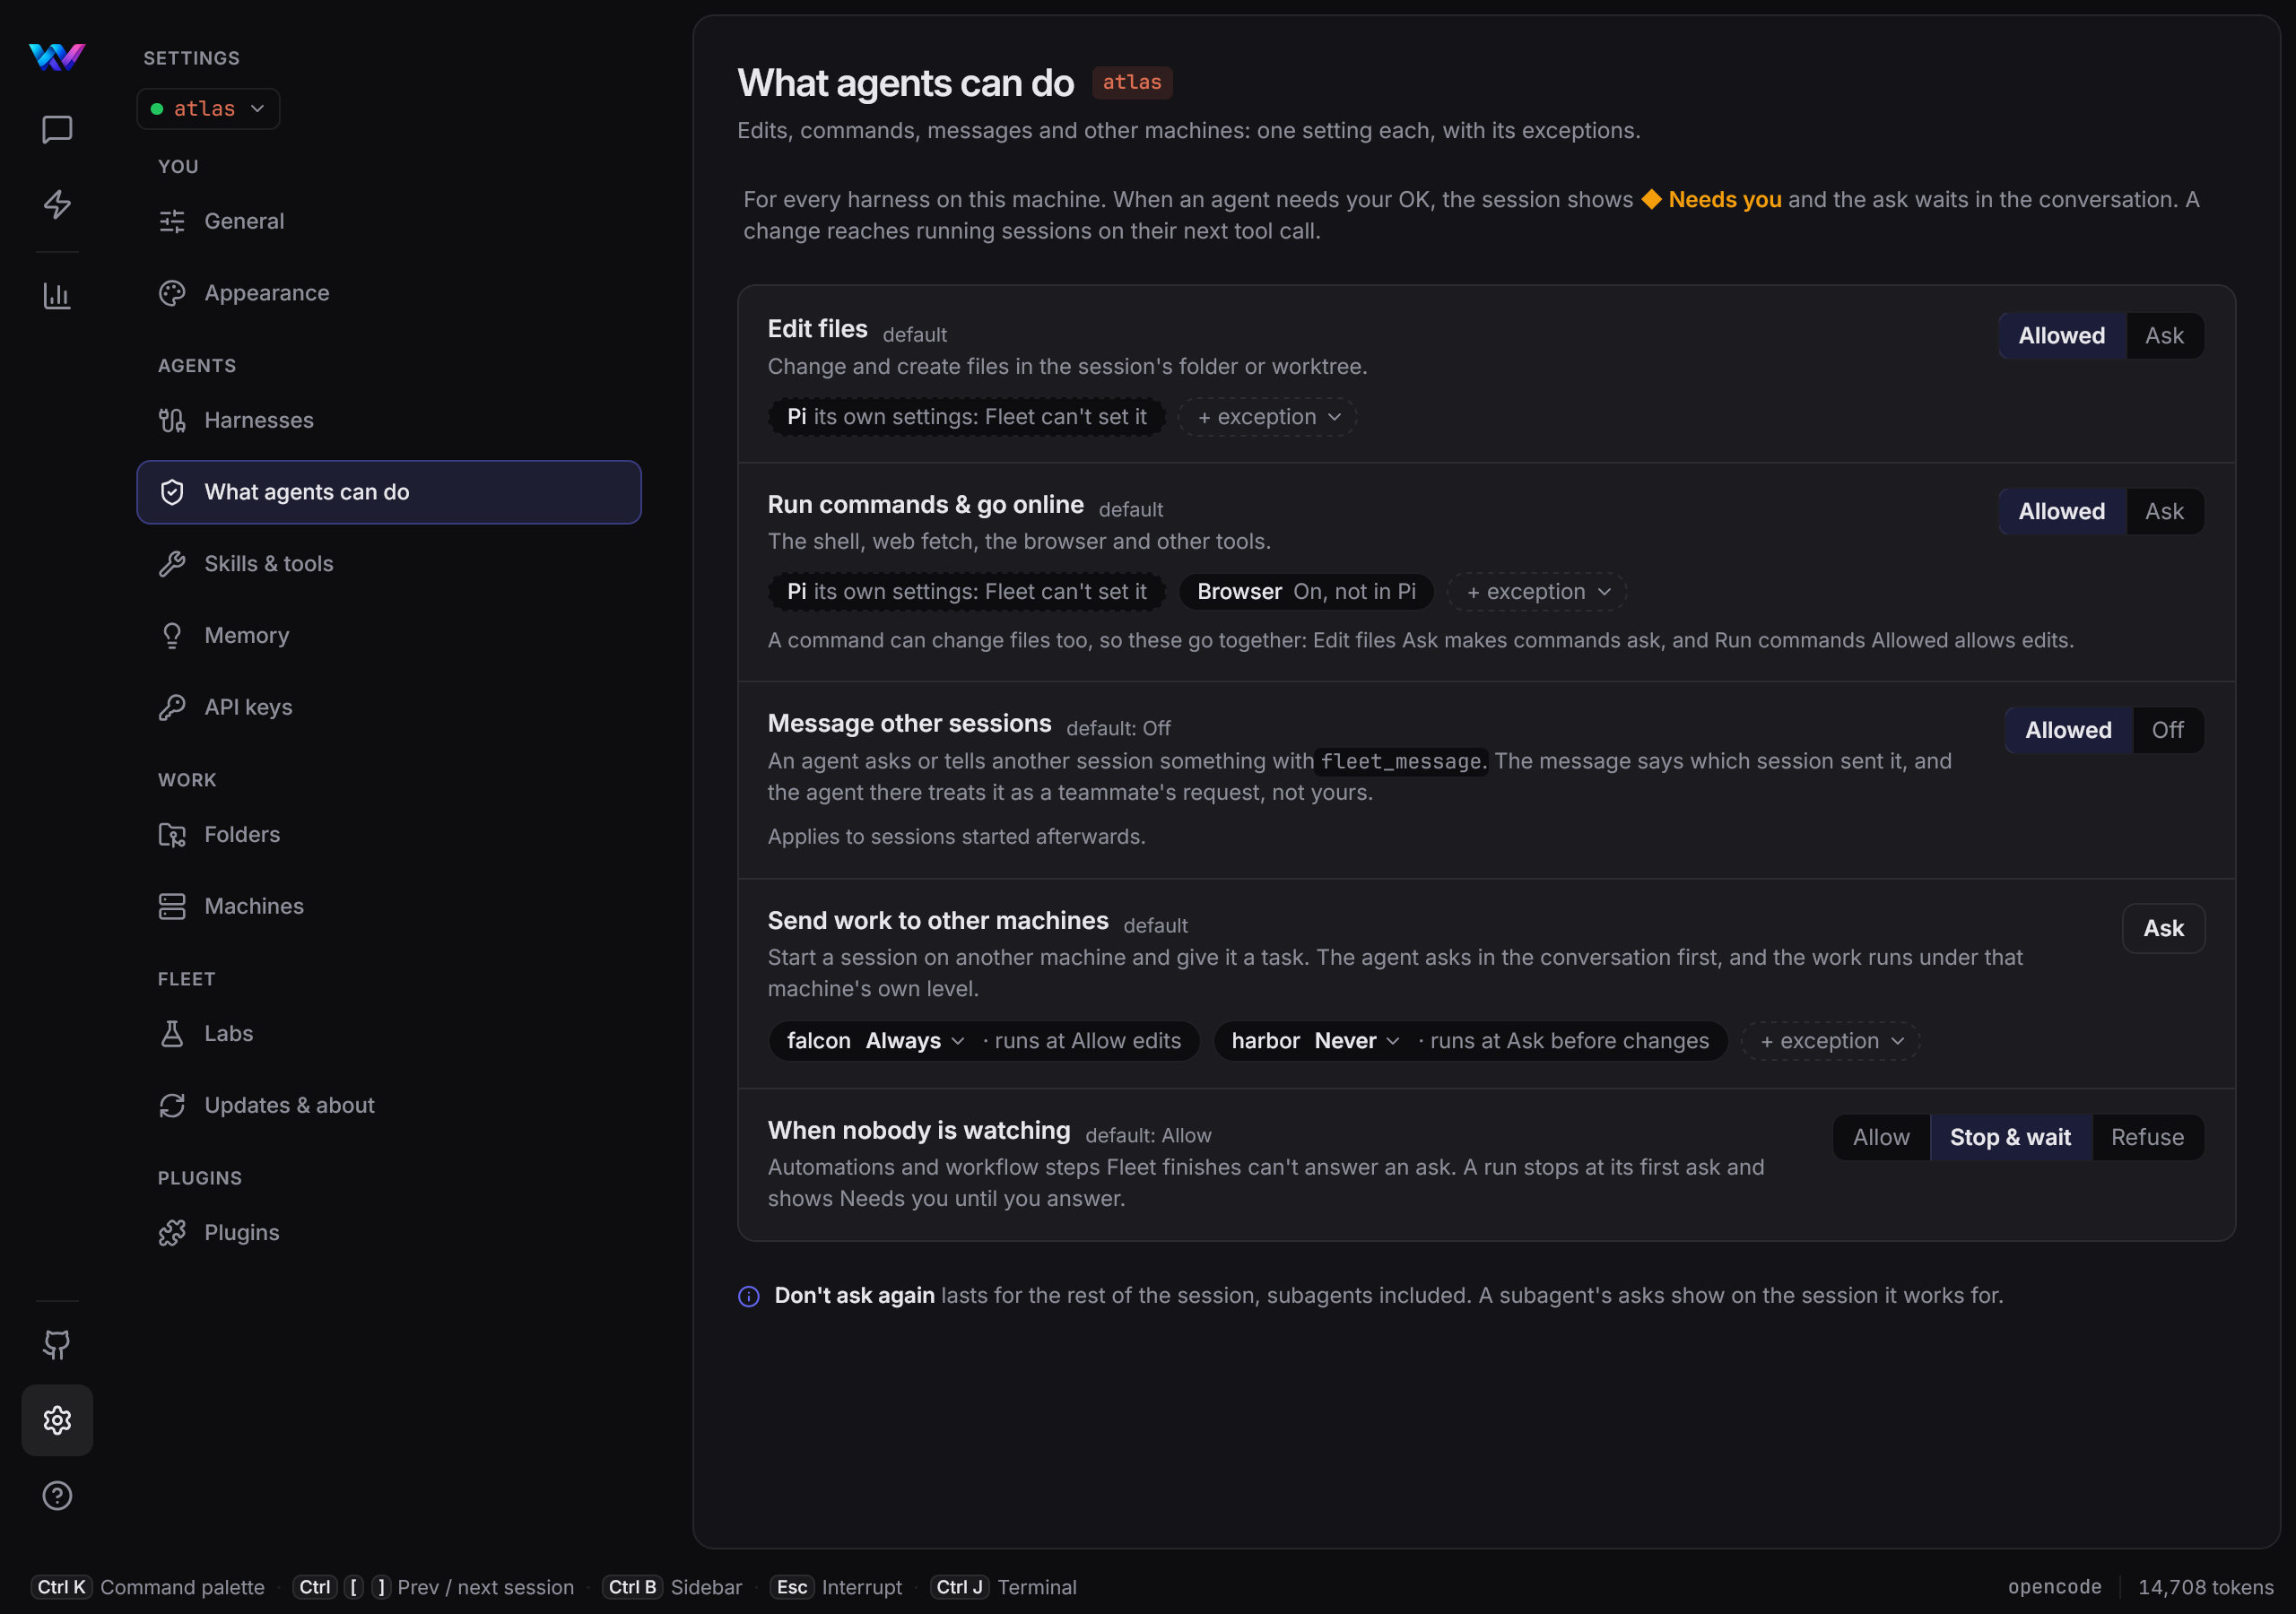 SETTINGS
atlas
YOU
General
Appearance
AGENTS
Harnesses
What agents can do
Skills & tools
Memory
API keys
WORK
Folders
Machines
FLEET
Labs
Updates & about
PLUGINS
Plugins
What agents can do atlas
Edits, commands, messages and other machines: one setting each, with its exceptions.
For every harness on this machine. When an agent needs your OK, the session shows ◆ Needs you and the ask waits in the conversation. A
change reaches running sessions on their next tool call.
Edit files default
Allowed Ask
Change and create files in the session's folder or worktree.
Pi its own settings: Fleet can't set it + exception
Run commands & go online default
Allowed Ask
The shell, web fetch, the browser and other tools.
Pi its own settings: Fleet can't set it Browser On, not in Pi + exception
A command can change files too, so these go together: Edit files Ask makes commands ask, and Run commands Allowed allows edits.
Message other sessions default: Off
Allowed Off
An agent asks or tells another session something with fleet_message. The message says which session sent it, and
the agent there treats it as a teammate's request, not yours.
Applies to sessions started afterwards.
Send work to other machines default
Ask
Start a session on another machine and give it a task. The agent asks in the conversation first, and the work runs under that
machine's own level.
falcon Always · runs at Allow edits harbor Never · runs at Ask before changes + exception
When nobody is watching default: Allow
Allow Stop & wait Refuse
Automations and workflow steps Fleet finishes can't answer an ask. A run stops at its first ask and
shows Needs you until you answer.
Don't ask again lasts for the rest of the session, subagents included. A subagent's asks show on the session it works for.
Ctrl K Command palette · Ctrl [ ] Prev / next session · Ctrl B Sidebar · Esc Interrupt · Ctrl J Terminal
opencode 14,708 tokens